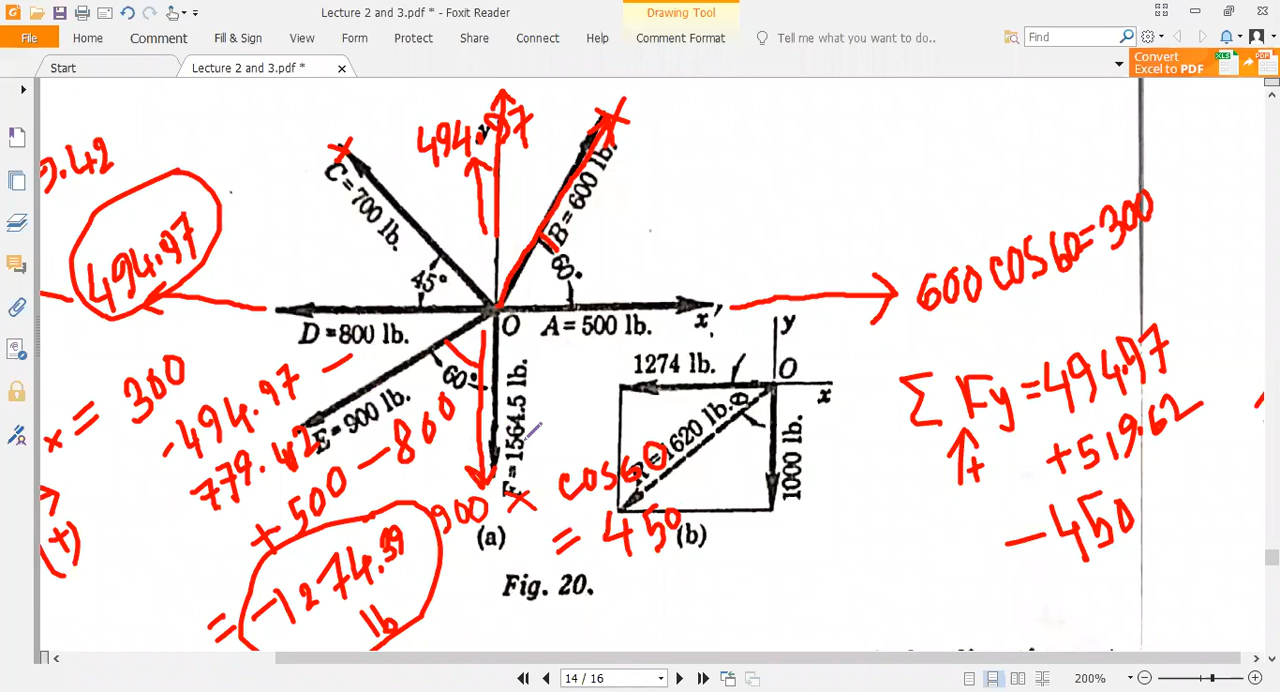 Lecture 2 and 3.pdf * - Foxit Reader
Drawing Tool
File Home Comment Fill & Sign View Form Protect Share Connect Help Comment Format Tell me what you want to do.. Find
Start
Lecture 2 and 3.pdf *
Convert
Excel to PDF
.42
494.97
494.97
C = 700 lb.
B = 600 lb.
45°
60°
D = 800 lb.
O
A = 500 lb.
x'
600 cos 60 = 300
E = 900 lb.
60°
F = 1564.5 lb.
x = 300
-494.97 -
779.42
+500 - 800
= -1274.39
lb
(+)
900 × cos60
= 450
1274 lb.
y
O
x
θ
R = 1620 lb.
1000 lb.
Σ Fy = 494.97
+
+519.62
-450
(a)
(b)
Fig. 20.
14 / 16
200%